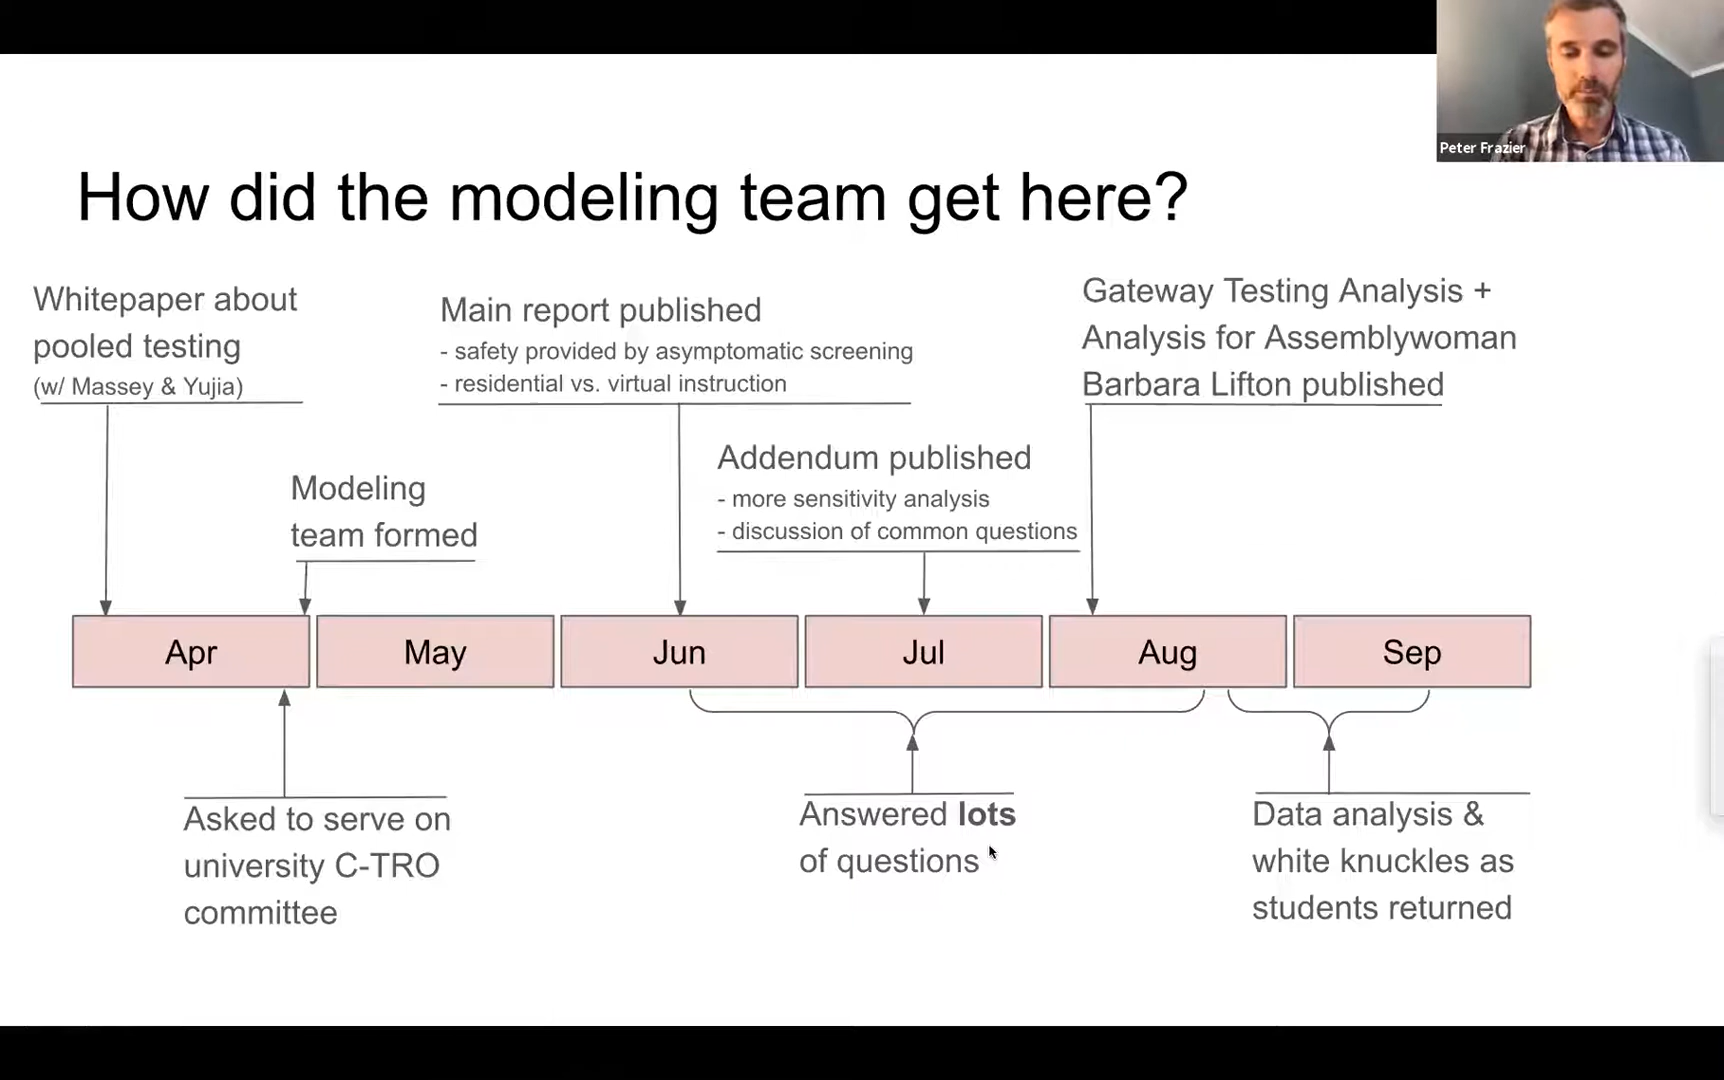 Peter Frazier
How did the modeling team get here?
Whitepaper about
pooled testing
(w/ Massey & Yujia)
Main report published
- safety provided by asymptomatic screening
- residential vs. virtual instruction
Gateway Testing Analysis +
Analysis for Assemblywoman
Barbara Lifton published
Modeling
team formed
Addendum published
- more sensitivity analysis
- discussion of common questions
Apr
May
Jun
Jul
Aug
Sep
Asked to serve on
university C-TRO
committee
Answered lots
of questions
Data analysis &
white knuckles as
students returned